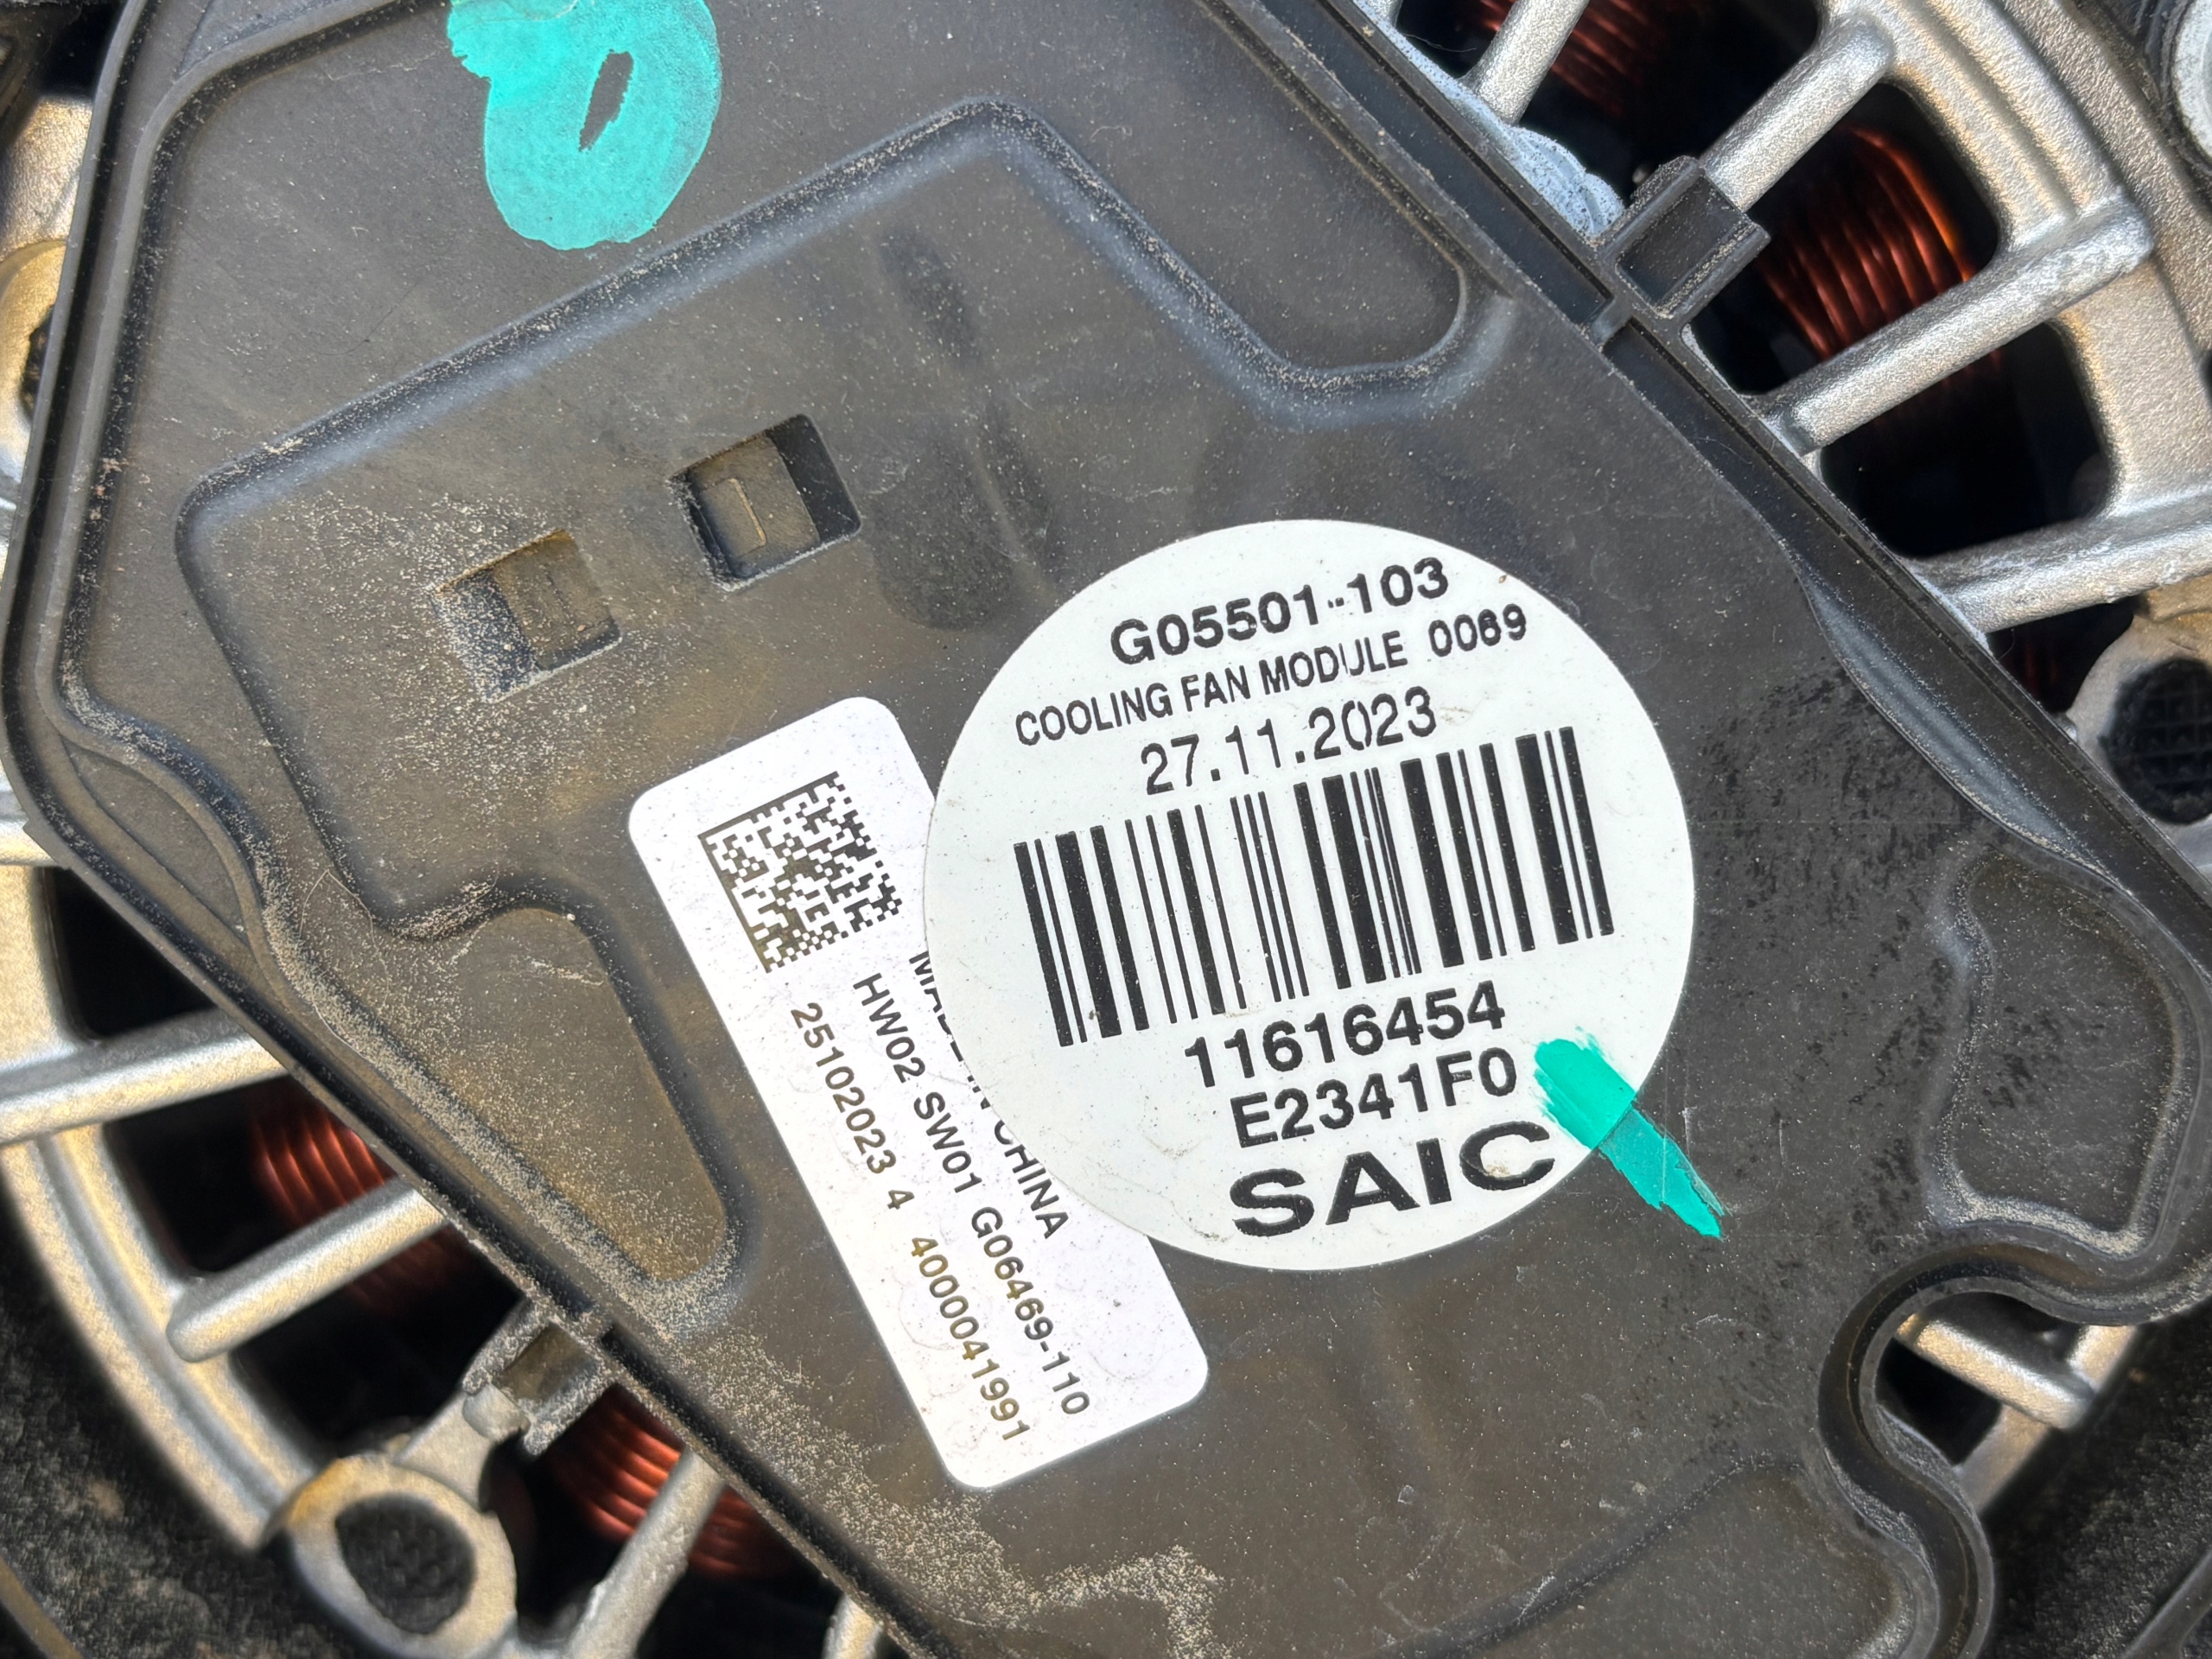 G05501-103
COOLING FAN MODULE 0069
27.11.2023
11616454
E2341F0
SAIC
CHINA
HW02 SW01 G06469-110
25102023 4 4000041991